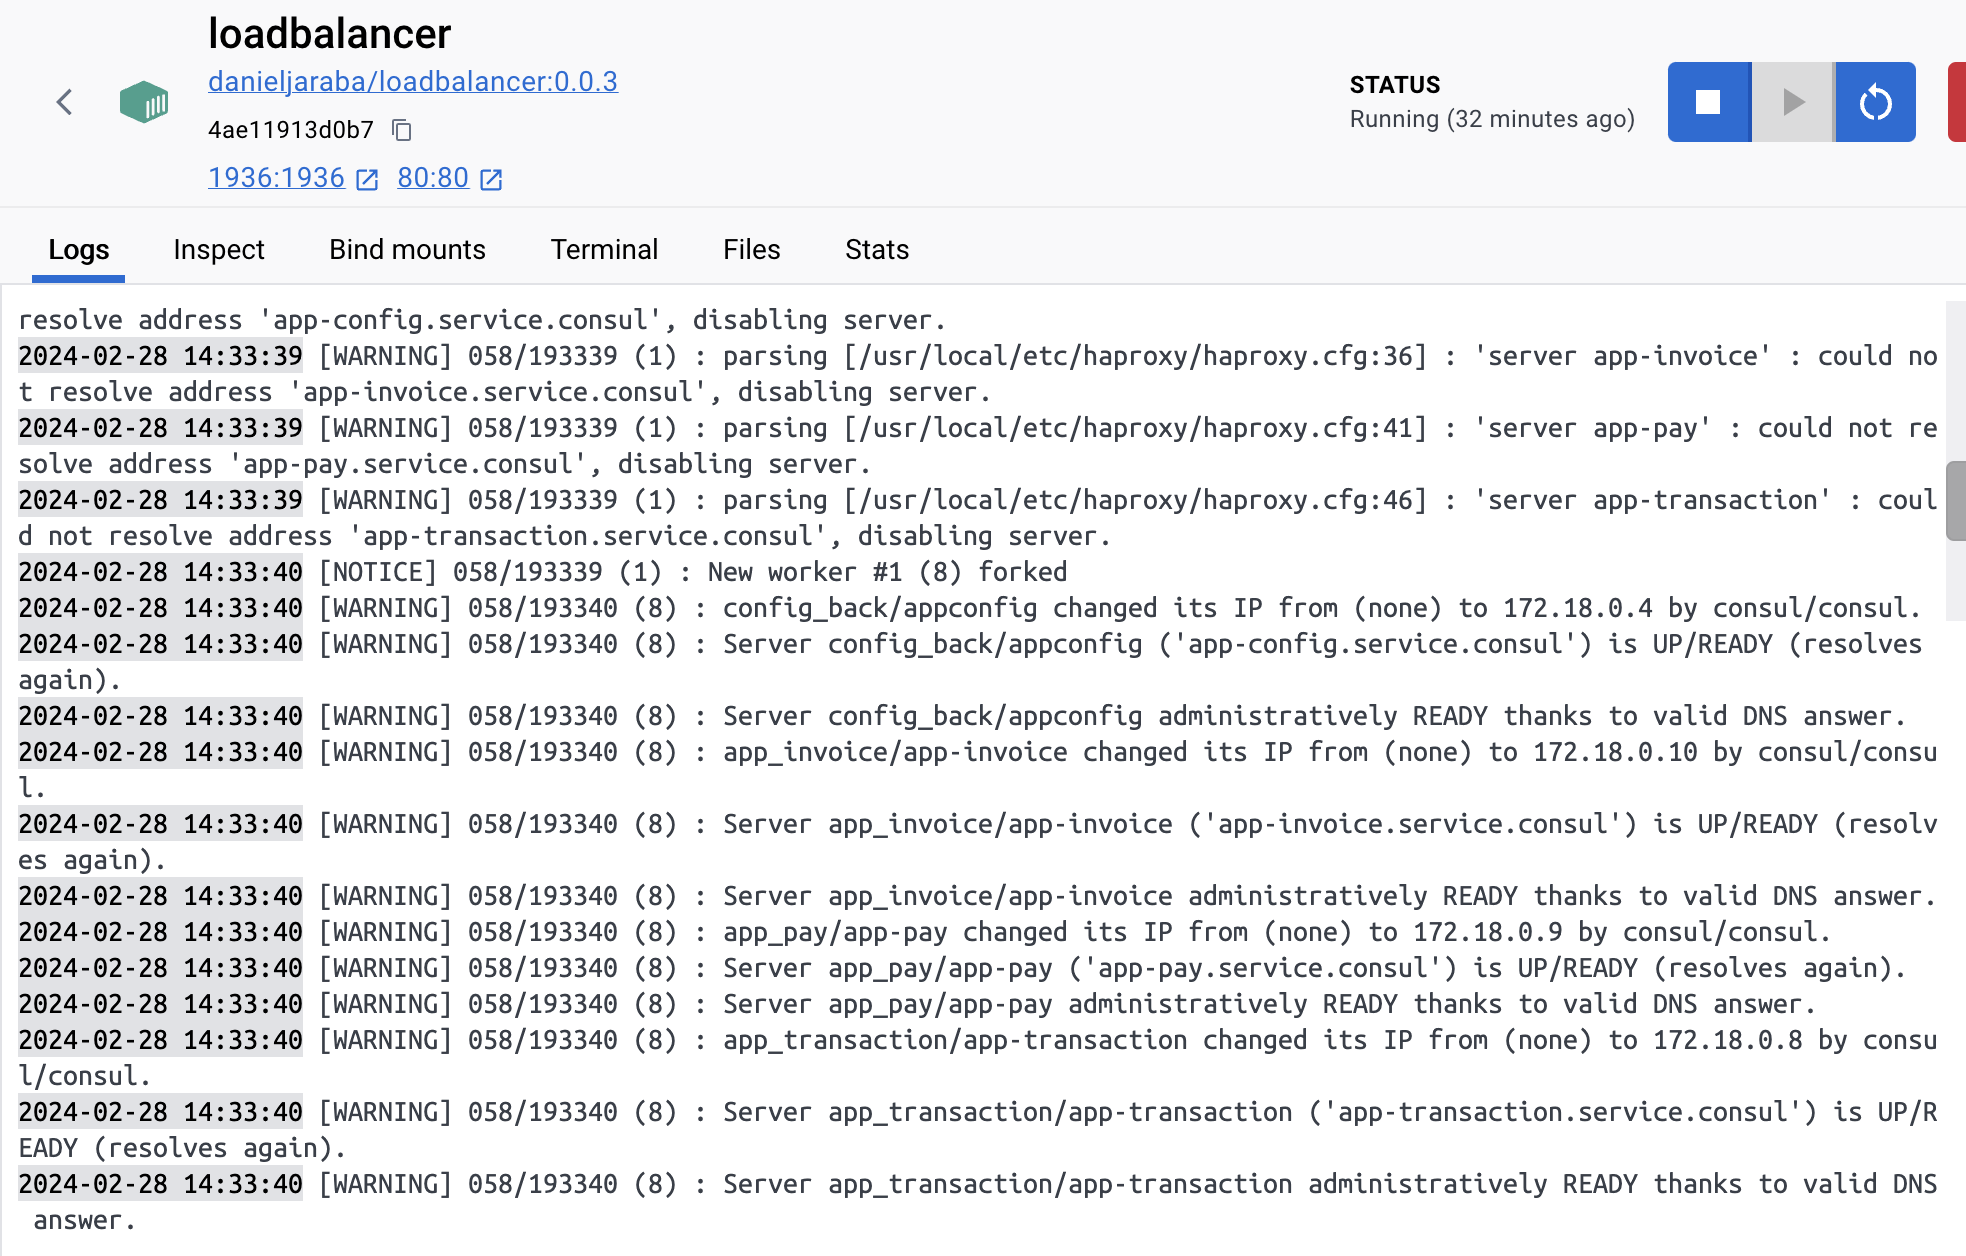 loadbalancer
danieljaraba/loadbalancer:0.0.3
4ae11913d0b7
1936:1936 80:80
STATUS
Running (32 minutes ago)
Logs Inspect Bind mounts Terminal Files Stats
resolve address 'app-config.service.consul', disabling server.
2024-02-28 14:33:39 [WARNING] 058/193339 (1) : parsing [/usr/local/etc/haproxy/haproxy.cfg:36] : 'server app-invoice' : could no
t resolve address 'app-invoice.service.consul', disabling server.
2024-02-28 14:33:39 [WARNING] 058/193339 (1) : parsing [/usr/local/etc/haproxy/haproxy.cfg:41] : 'server app-pay' : could not re
solve address 'app-pay.service.consul', disabling server.
2024-02-28 14:33:39 [WARNING] 058/193339 (1) : parsing [/usr/local/etc/haproxy/haproxy.cfg:46] : 'server app-transaction' : coul
d not resolve address 'app-transaction.service.consul', disabling server.
2024-02-28 14:33:40 [NOTICE] 058/193339 (1) : New worker #1 (8) forked
2024-02-28 14:33:40 [WARNING] 058/193340 (8) : config_back/appconfig changed its IP from (none) to 172.18.0.4 by consul/consul.
2024-02-28 14:33:40 [WARNING] 058/193340 (8) : Server config_back/appconfig ('app-config.service.consul') is UP/READY (resolves
again).
2024-02-28 14:33:40 [WARNING] 058/193340 (8) : Server config_back/appconfig administratively READY thanks to valid DNS answer.
2024-02-28 14:33:40 [WARNING] 058/193340 (8) : app_invoice/app-invoice changed its IP from (none) to 172.18.0.10 by consul/consu
l.
2024-02-28 14:33:40 [WARNING] 058/193340 (8) : Server app_invoice/app-invoice ('app-invoice.service.consul') is UP/READY (resolv
es again).
2024-02-28 14:33:40 [WARNING] 058/193340 (8) : Server app_invoice/app-invoice administratively READY thanks to valid DNS answer.
2024-02-28 14:33:40 [WARNING] 058/193340 (8) : app_pay/app-pay changed its IP from (none) to 172.18.0.9 by consul/consul.
2024-02-28 14:33:40 [WARNING] 058/193340 (8) : Server app_pay/app-pay ('app-pay.service.consul') is UP/READY (resolves again).
2024-02-28 14:33:40 [WARNING] 058/193340 (8) : Server app_pay/app-pay administratively READY thanks to valid DNS answer.
2024-02-28 14:33:40 [WARNING] 058/193340 (8) : app_transaction/app-transaction changed its IP from (none) to 172.18.0.8 by consu
l/consul.
2024-02-28 14:33:40 [WARNING] 058/193340 (8) : Server app_transaction/app-transaction ('app-transaction.service.consul') is UP/R
EADY (resolves again).
2024-02-28 14:33:40 [WARNING] 058/193340 (8) : Server app_transaction/app-transaction administratively READY thanks to valid DNS
answer.